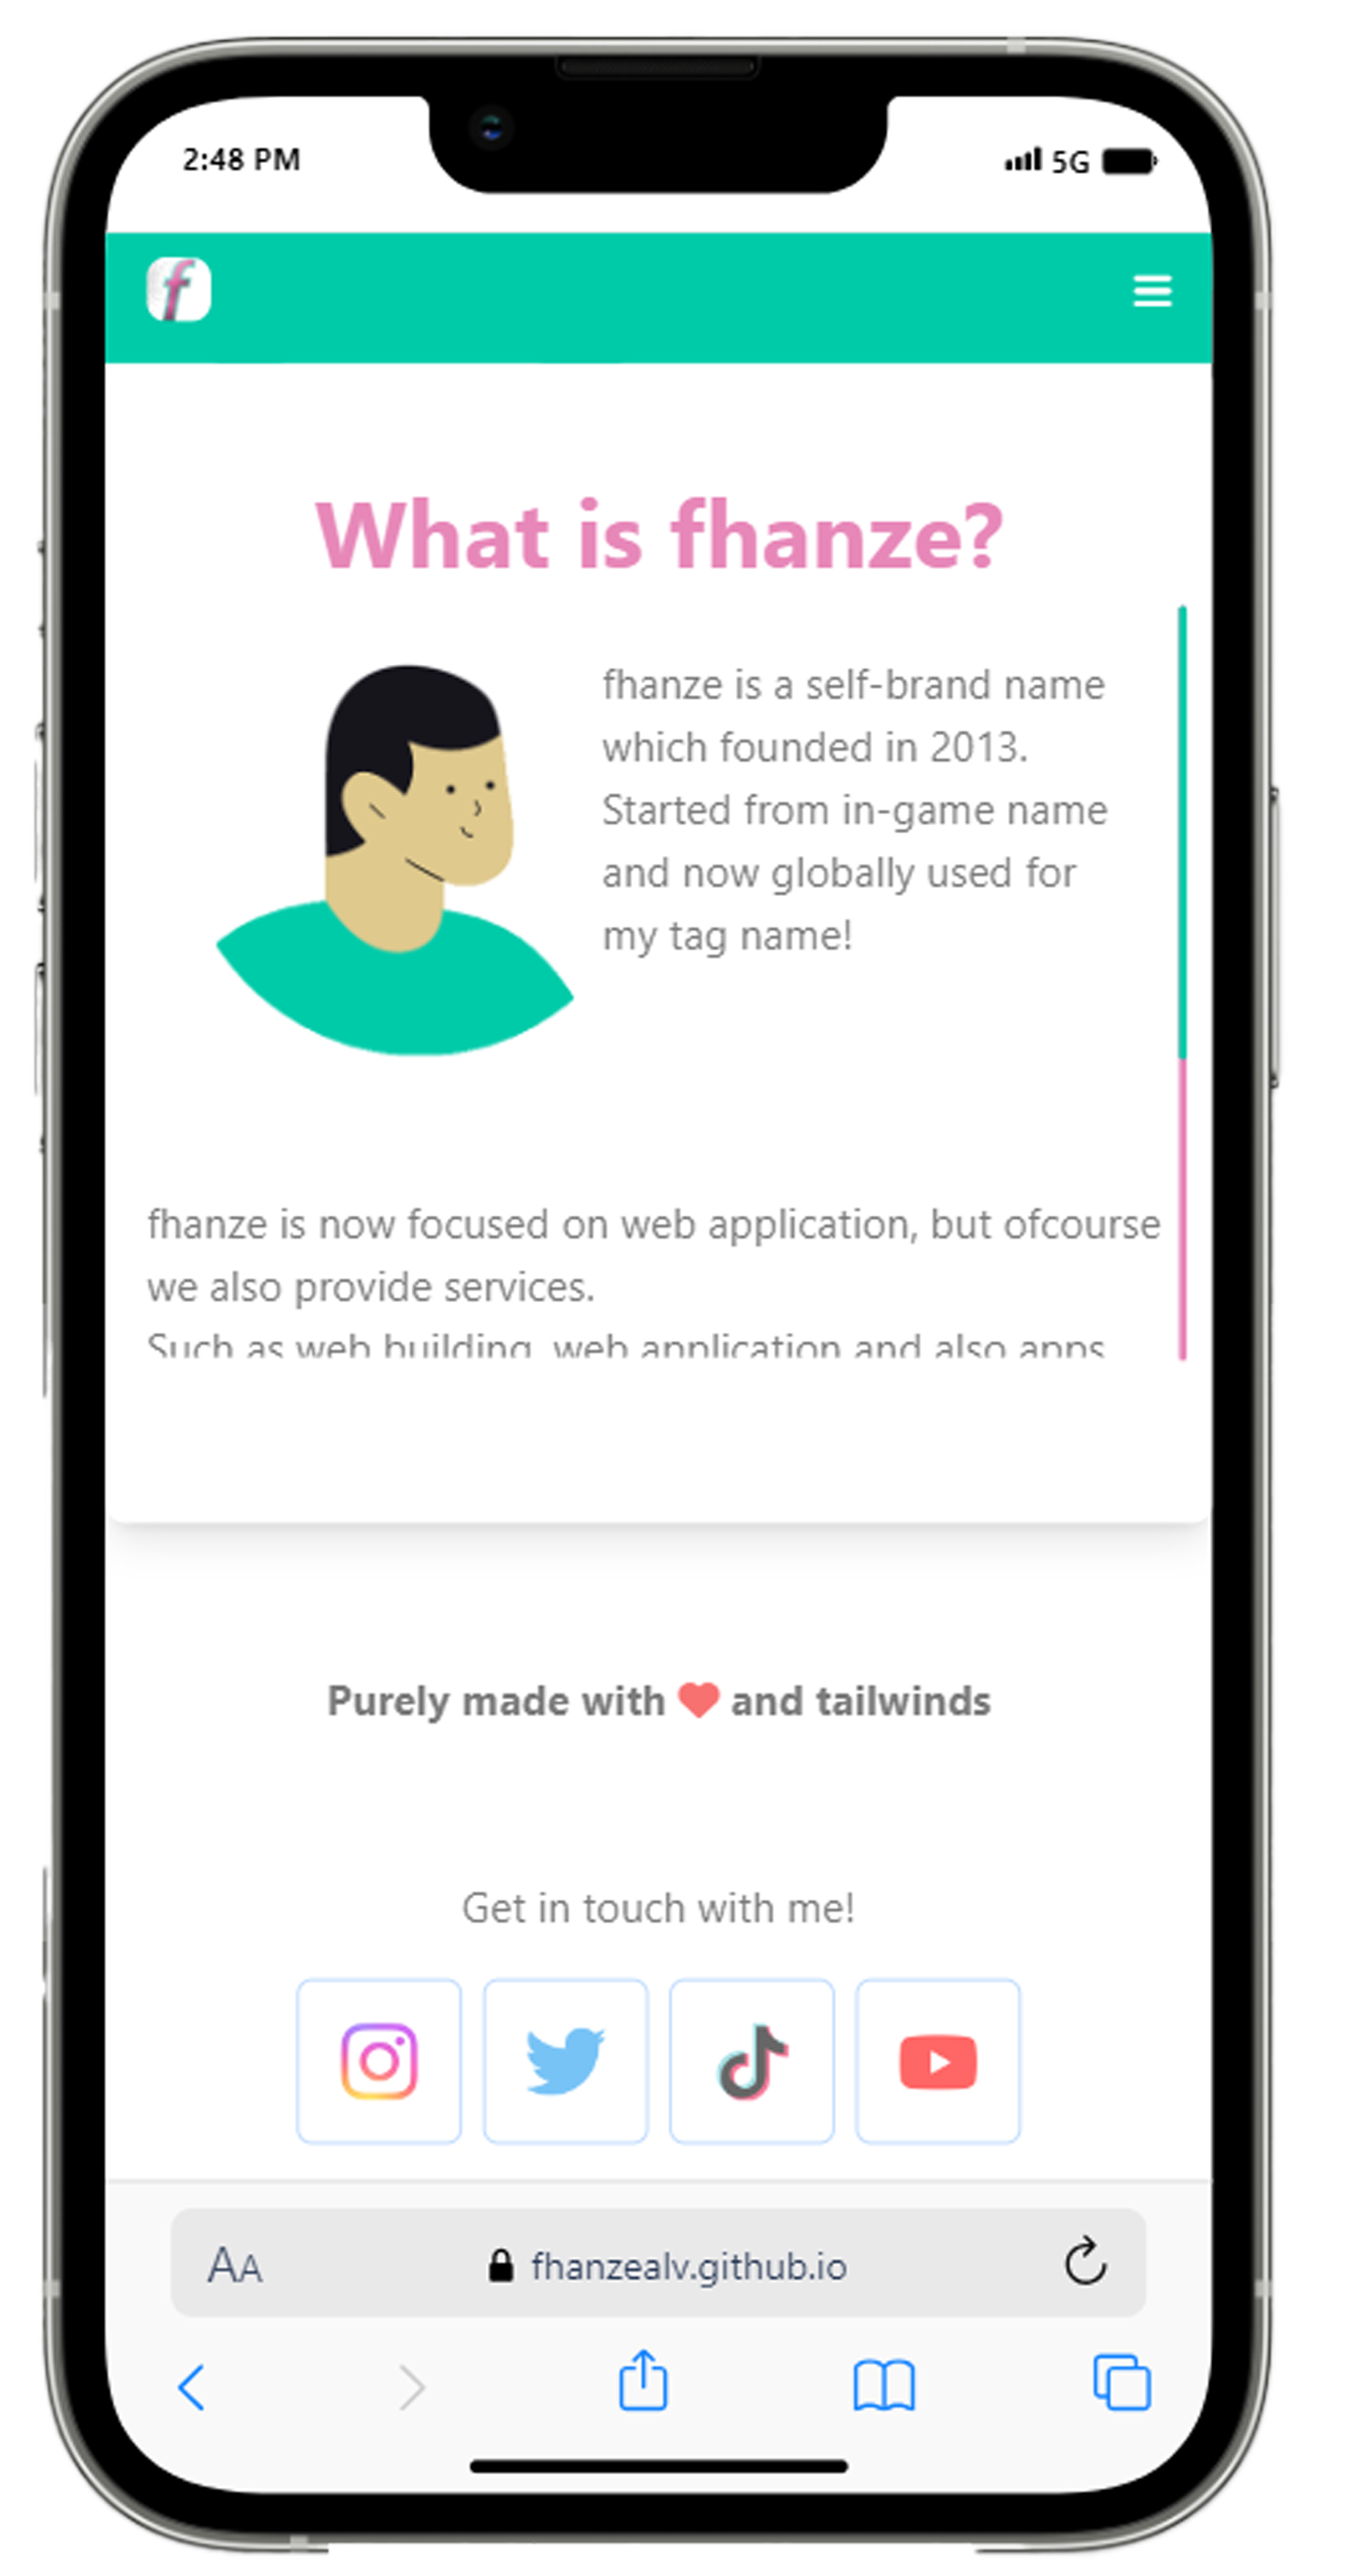 2:48 PM
5G
f
What is fhanze?
fhanze is a self-brand name
which founded in 2013.
Started from in-game name
and now globally used for
my tag name!
fhanze is now focused on web application, but ofcourse
we also provide services.
Such as web building, web application and also apps
Purely made with ❤ and tailwinds
Get in touch with me!
AA
fhanzealv.github.io